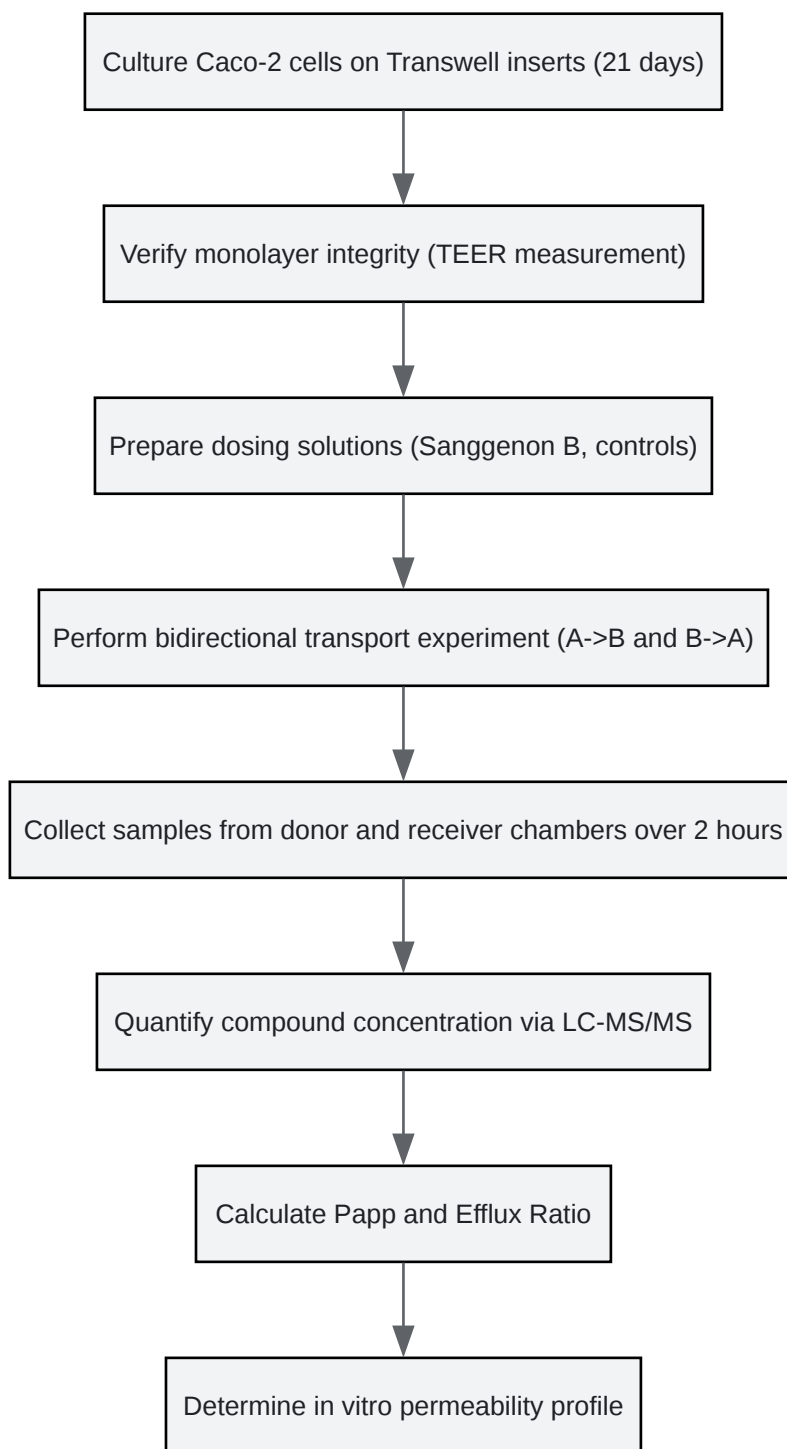 Culture Caco-2 cells on Transwell inserts (21 days)
Verify monolayer integrity (TEER measurement)
Prepare dosing solutions (Sanggenon B, controls)
Perform bidirectional transport experiment (A->B and B->A)
Collect samples from donor and receiver chambers over 2 hours
Quantify compound concentration via LC-MS/MS
Calculate Papp and Efflux Ratio
Determine in vitro permeability profile